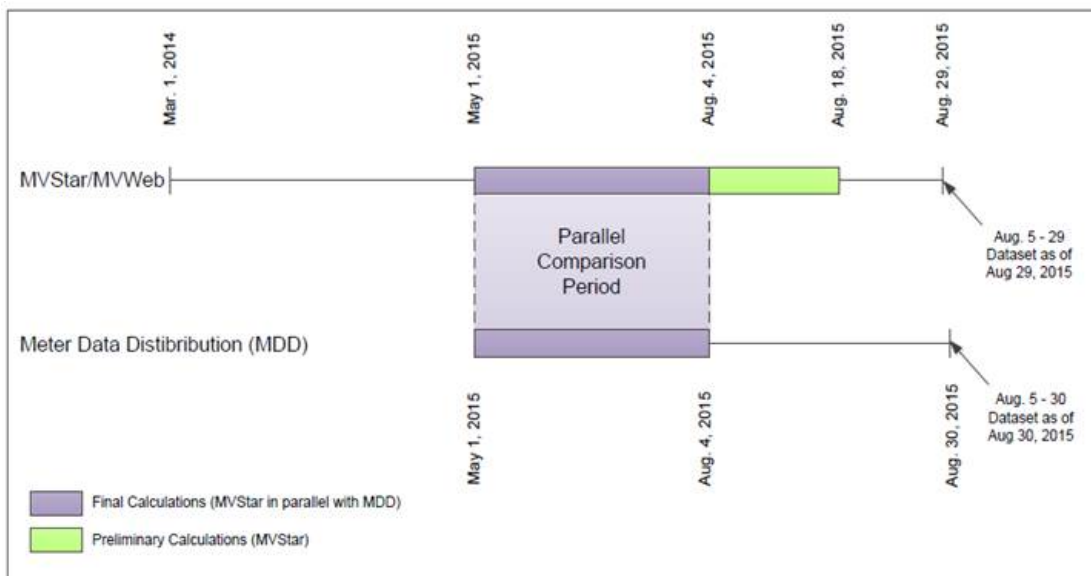 Mar. 1, 2014
May 1, 2015
Aug. 4, 2015
Aug. 18, 2015
Aug. 29, 2015
MVStar/MVWeb
Aug. 5 - 29
Dataset as of
Aug 29, 2015
Parallel
Comparison
Period
Meter Data Distibribution (MDD)
Aug. 5 - 30
Dataset as of
Aug 30, 2015
May 1, 2015
Aug. 4, 2015
Aug. 30, 2015
Final Calculations (MVStar in parallel with MDD)
Preliminary Calculations (MVStar)